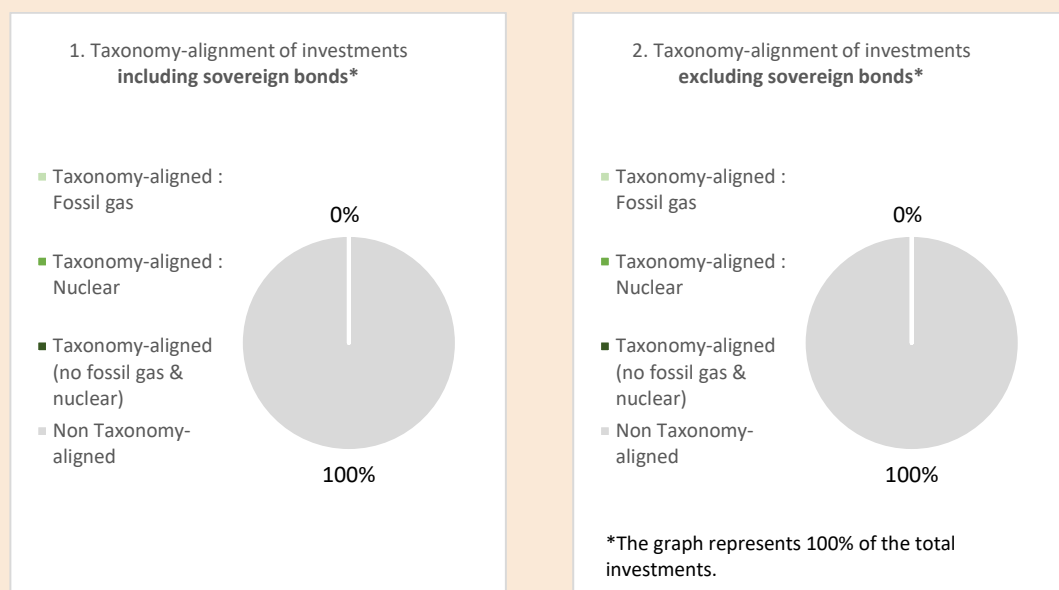 1. Taxonomy-alignment of investments
including sovereign bonds*
Taxonomy-aligned :
Fossil gas
Taxonomy-aligned :
Nuclear
Taxonomy-aligned
(no fossil gas &
nuclear)
Non Taxonomy-
aligned
0%
100%
2. Taxonomy-alignment of investments
excluding sovereign bonds*
Taxonomy-aligned :
Fossil gas
Taxonomy-aligned :
Nuclear
Taxonomy-aligned
(no fossil gas &
nuclear)
Non Taxonomy-
aligned
0%
100%
*The graph represents 100% of the total
investments.